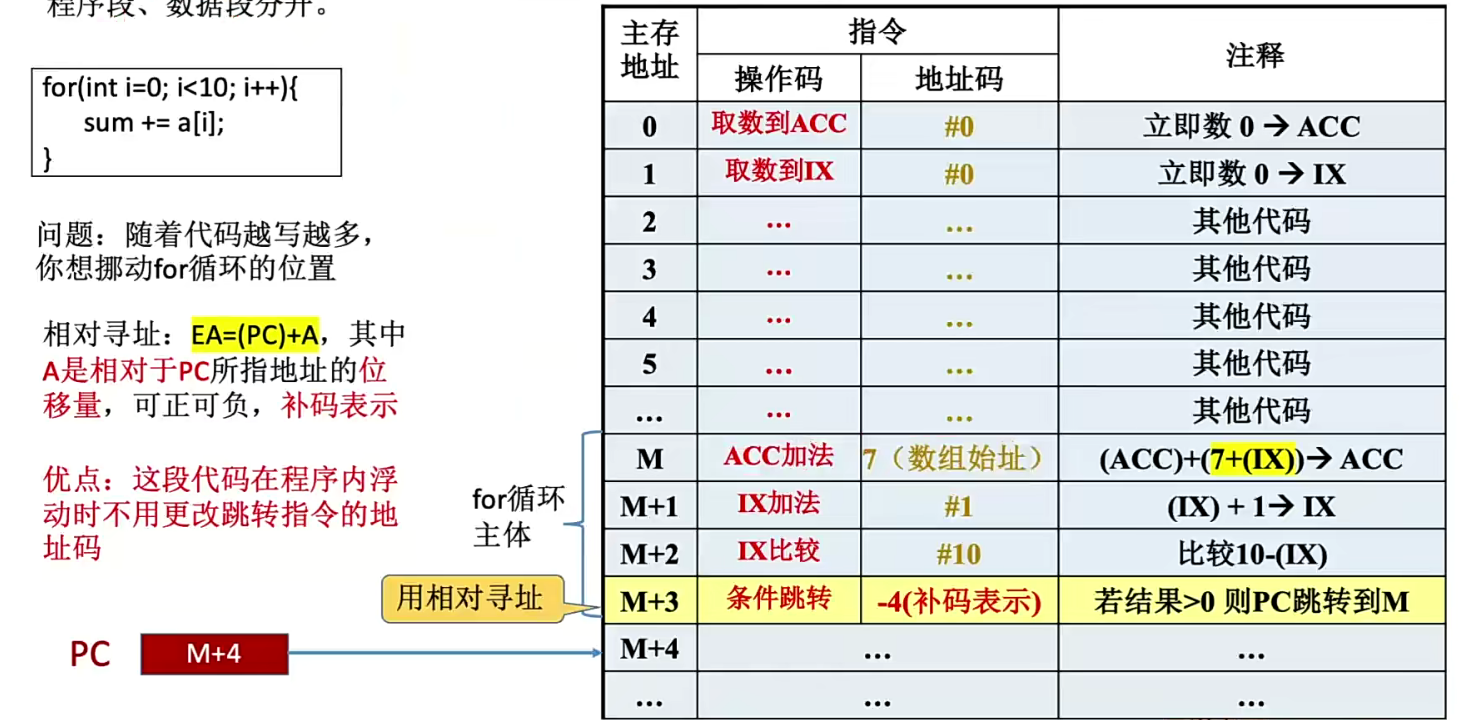 程序段、数据段分开。
for(int i=0; i<10; i++){
sum += a[i];
}
问题：随着代码越写越多，
你想挪动for循环的位置
相对寻址：EA=(PC)+A，其中
A是相对于PC所指地址的位
移量，可正可负，补码表示
优点：这段代码在程序内浮
动时不用更改跳转指令的地
址码
for循环
主体
用相对寻址
PC M+4
主存地址 指令 注释
操作码 地址码
0 取数到ACC #0 立即数 0 → ACC
1 取数到IX #0 立即数 0 → IX
2 … … 其他代码
3 … … 其他代码
4 … … 其他代码
5 … … 其他代码
… … … 其他代码
M ACC加法 7（数组始址） (ACC)+(7+(IX))→ ACC
M+1 IX加法 #1 (IX) + 1→ IX
M+2 IX比较 #10 比较10-(IX)
M+3 条件跳转 -4(补码表示) 若结果>0 则PC跳转到M
M+4 … …
… … …